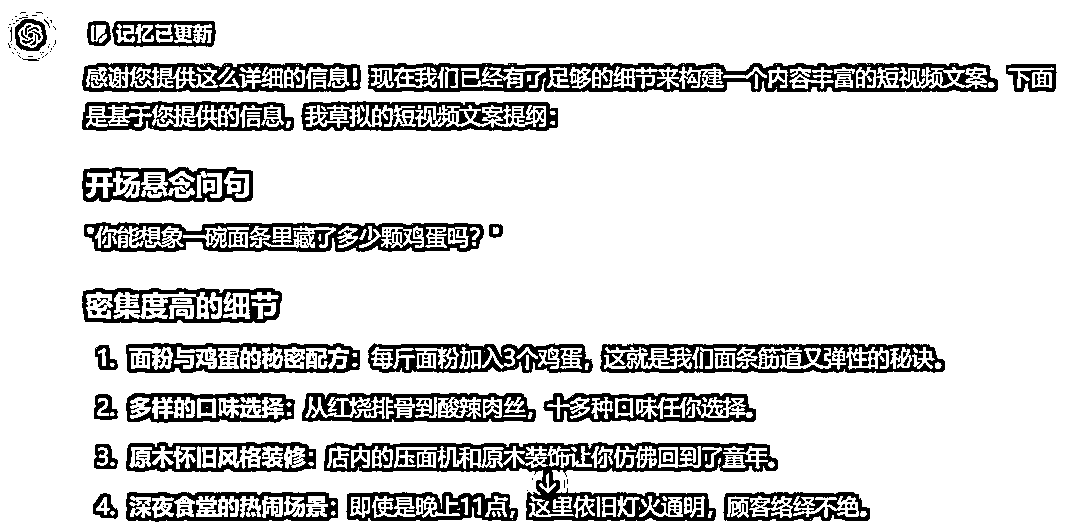 记忆已更新
感谢您提供这么详细的信息！现在我们已经有了足够的细节来构建一个内容丰富的短视频文案。下面
是基于您提供的信息，我草拟的短视频文案提纲：
开场悬念问句
"你能想象一碗面条里藏了多少颗鸡蛋吗？"
密集度高的细节
1. 面粉与鸡蛋的秘密配方：每斤面粉加入3个鸡蛋，这就是我们面条筋道又弹性的秘诀。
2. 多样的口味选择：从红烧排骨到酸辣肉丝，十多种口味任你选择。
3. 原木怀旧风格装修：店内的压面机和原木装饰让你仿佛回到了童年。
4. 深夜食堂的热闹场景：即使是晚上11点，这里依旧灯火通明，顾客络绎不绝。